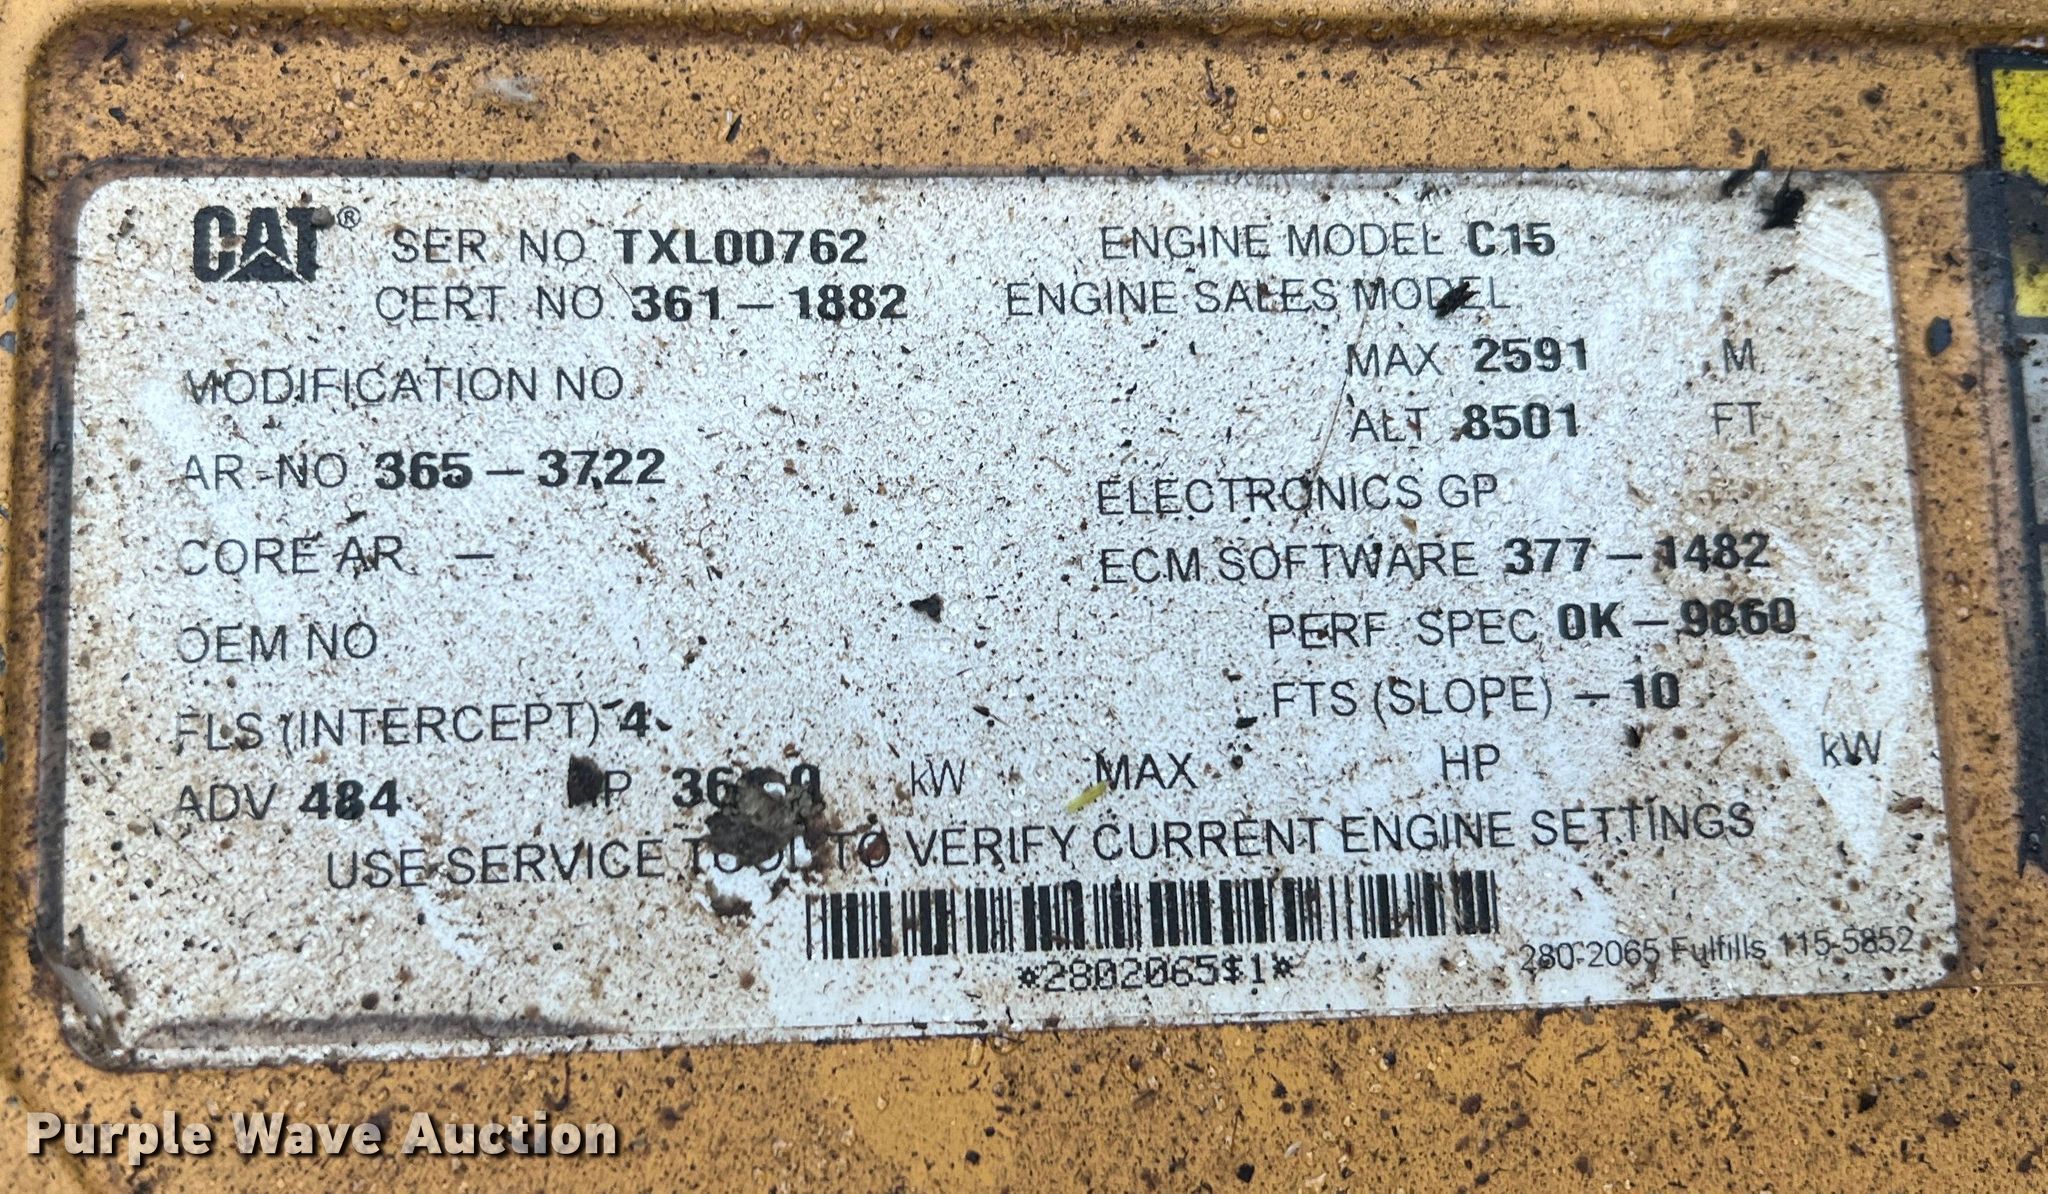 CAT® SER NO TXL00762 ENGINE MODEL C15
CERT NO 361-1882 ENGINE SALES MODEL
MAX 2591 M
MODIFICATION NO
ALT 8501 FT
AR-NO 365-3722
ELECTRONICS GP
CORE AR -
ECM SOFTWARE 377-1482
OEM NO
PERF SPEC 0K-9860
FLS (INTERCEPT) 4
FTS (SLOPE) -10
ADV 484 HP kW MAX HP kW
USE SERVICE TOOL TO VERIFY CURRENT ENGINE SETTINGS
*2802065$1*
280-2065 Fulfills 115-5852
Purple Wave Auction